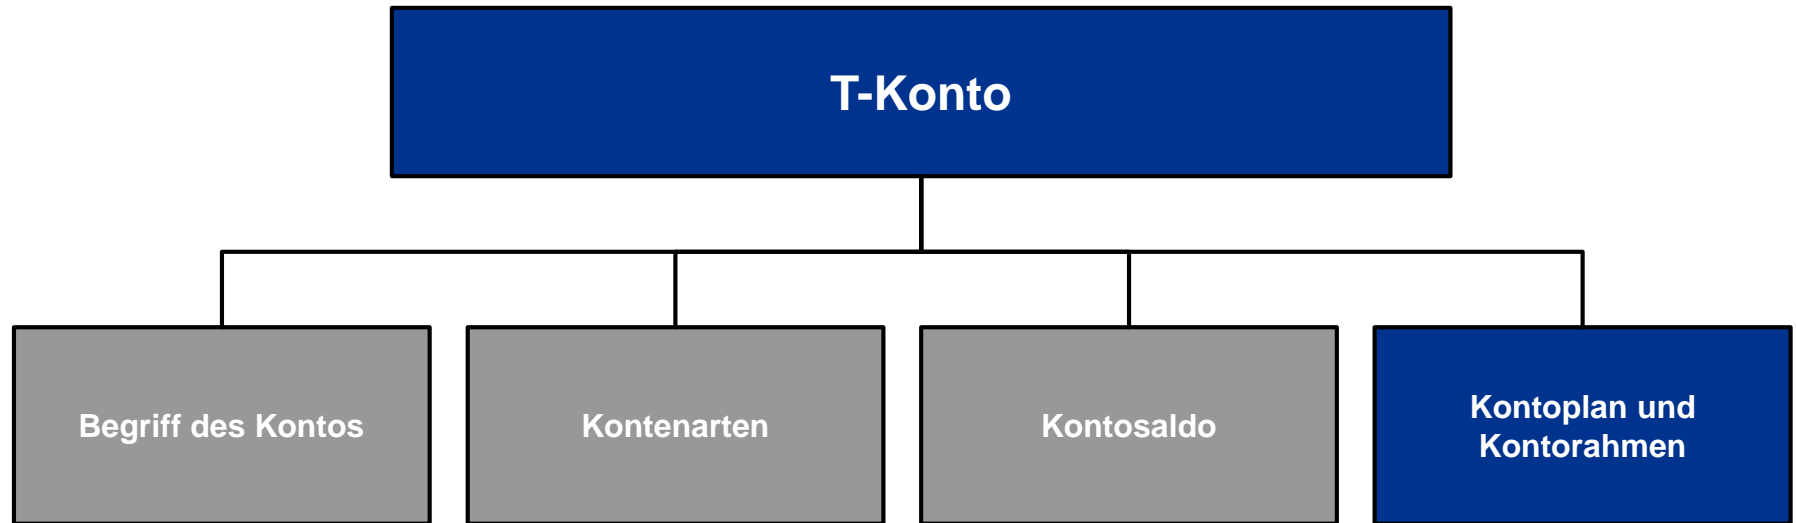 T-Konto
Begriff des Kontos
Kontenarten
Kontosaldo
Kontoplan und
Kontorahmen